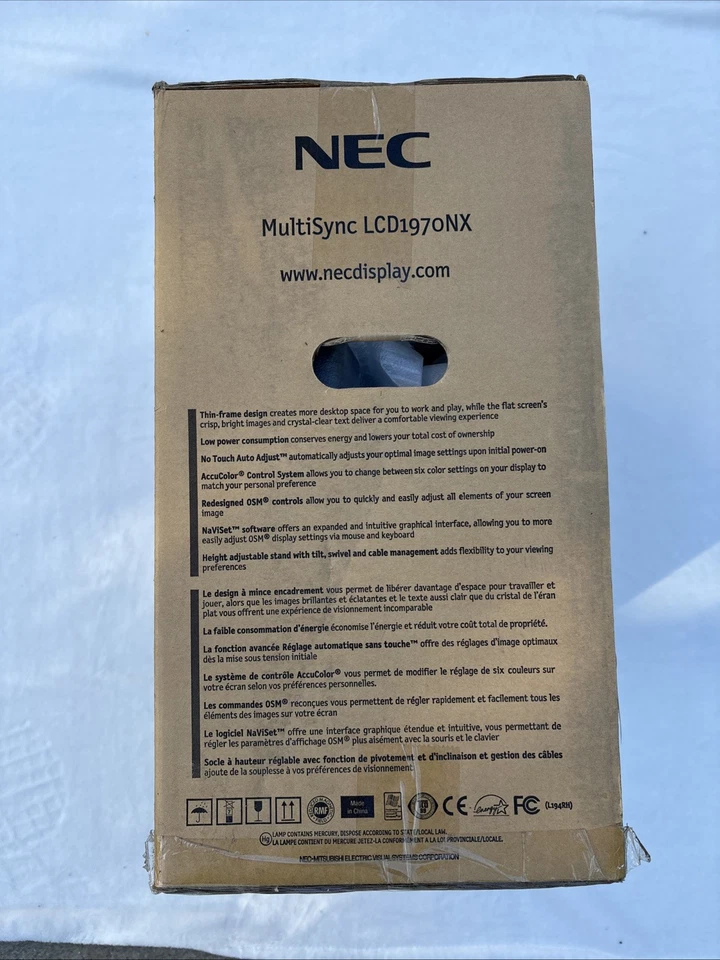 NEC
MultiSync LCD1970NX
www.necdisplay.com
Thin-frame design creates more desktop space for you to work and play, while the flat screen's
crisp, bright images and crystal-clear text deliver a comfortable viewing experience
Low power consumption conserves energy and lowers your total cost of ownership
No Touch Auto Adjust™ automatically adjusts your optimal image settings upon initial power-on
AccuColor® Control System allows you to change between six color settings on your display to
match your personal preference
Redesigned OSM® controls allow you to quickly and easily adjust all elements of your screen
image
NaViSet™ software offers an expanded and intuitive graphical interface, allowing you to more
easily adjust OSM® display settings via mouse and keyboard
Height adjustable stand with tilt, swivel and cable management adds flexibility to your viewing
preferences
Le design à mince encadrement vous permet de libérer davantage d'espace pour travailler et
jouer, alors que les images brillantes et éclatantes et le texte aussi clair que du cristal de l'éran
plat vous offrent une expérience de visionnement incomparable
La faible consommation d'énergie économise l'énergie et réduit votre coût total de propriété.
La fonction avancée Réglage automatique sans touche™ offre des réglages d'image optimaux
dès la mise sous tension initiale
Le système de contrôle AccuColor® vous permet de modifier le réglage de six couleurs sur
votre écran selon vos préférences personnelles.
Les commandes OSM® reconçues vous permettent de régler rapidement et facilement tous les
éléments des images sur votre écran
Le logiciel NaViSet™ offre une interface graphique étendue et intuitive, vous permettant de
régler les paramètres d'affichage OSM® plus aisément avec la souris et le clavier
Socle à hauteur réglable avec fonction de pivotement et d'inclinaison et gestion des câbles
ajoute de la souplesse à vos préférences de visionnement
RMF
Made
in China
CE
energy
FC
(L194RH)
Hg LAMP CONTAINS MERCURY, DISPOSE ACCORDING TO STATE/LOCAL LAW.
LA LAMPE CONTIENT DU MERCURE JETEZ-LA CONFORMÉMENT A LA LOI PROVINCIALE/LOCALE.
NEC-MITSUBISHI ELECTRIC VISUAL SYSTEMS CORPORATION